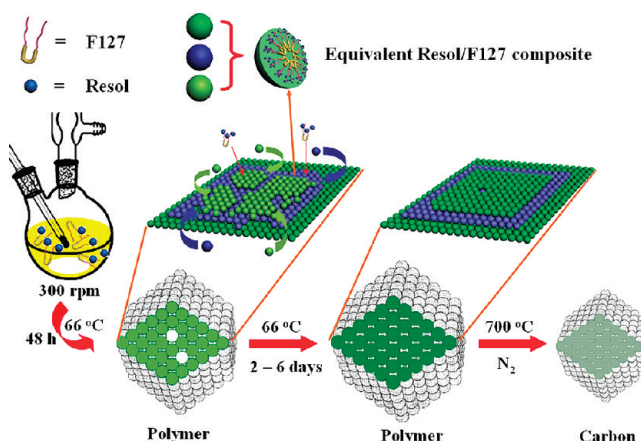 = F127
= Resol
Equivalent Resol/F127 composite
300 rpm
48 h
66 °C
66 °C
2 – 6 days
700 °C
N₂
Polymer
Polymer
Carbon